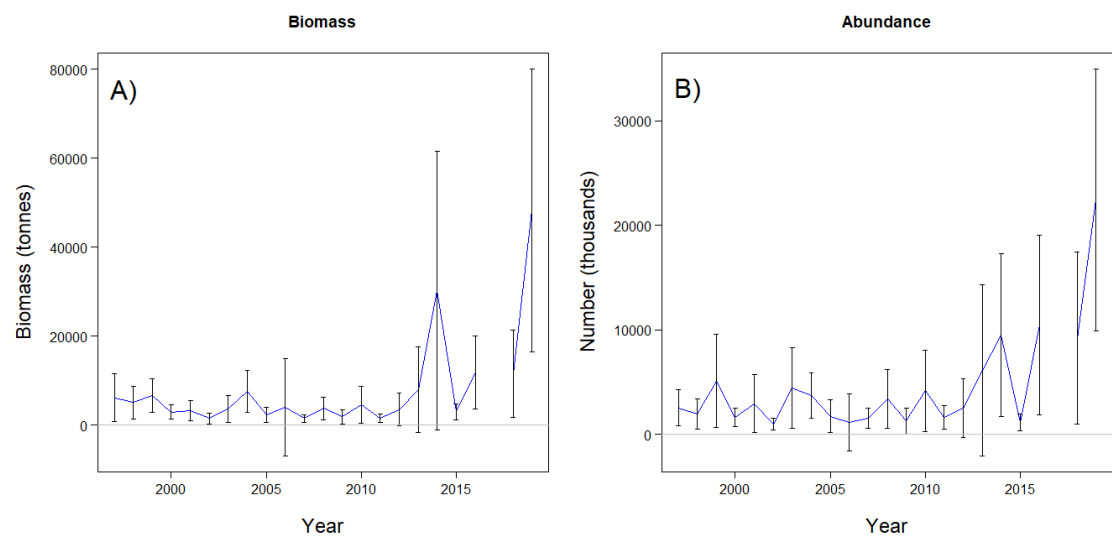 Biomass
A)
Biomass (tonnes)
80000
60000
40000
20000
0
2000 2005 2010 2015
Year
Abundance
B)
Number (thousands)
30000
20000
10000
0
2000 2005 2010 2015
Year